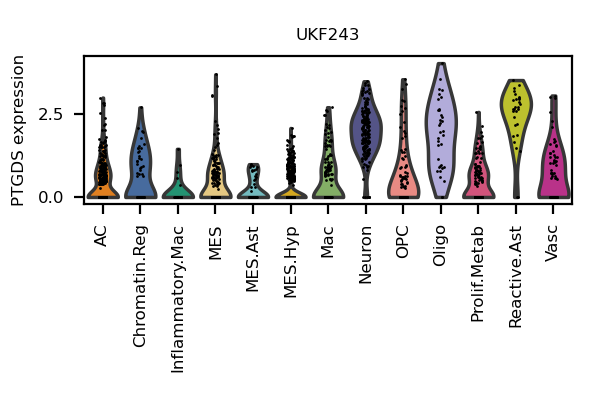 UKF243
PTGDS expression
2.5
0.0
AC
Chromatin.Reg
Inflammatory.Mac
MES
MES.Ast
MES.Hyp
Mac
Neuron
OPC
Oligo
Prolif.Metab
Reactive.Ast
Vasc